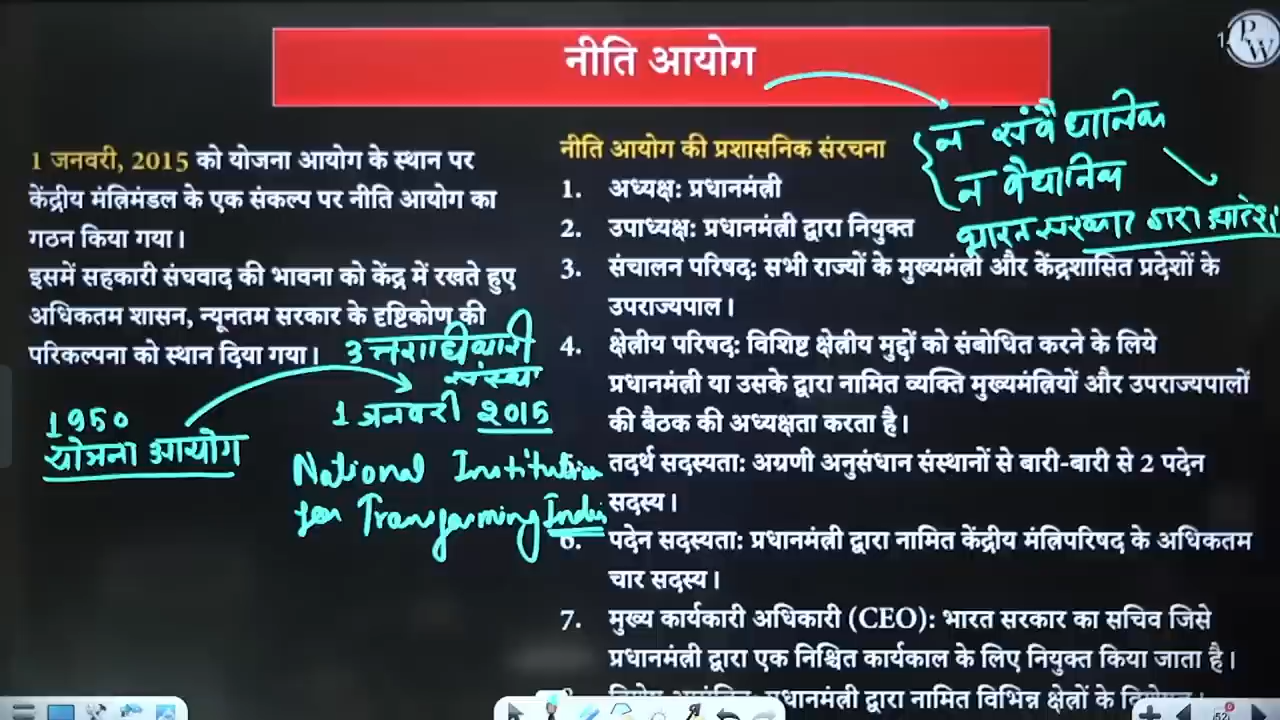 नीति आयोग
PW
1 जनवरी, 2015 को योजना आयोग के स्थान पर
केंद्रीय मंत्रिमंडल के एक संकल्प पर नीति आयोग का
गठन किया गया।
इसमें सहकारी संघवाद की भावना को केंद्र में रखते हुए
अधिकतम शासन, न्यूनतम सरकार के दृष्टिकोण की
परिकल्पना को स्थान दिया गया।
उत्तराधिकारी
संस्था
1950
योजना आयोग
1 जनवरी 2015
National Institution
for Transforming India
नीति आयोग की प्रशासनिक संरचना
न संवैधानिक
न वैधानिक
भारत सरकार द्वारा आदेश
1. अध्यक्ष: प्रधानमंत्री
2. उपाध्यक्ष: प्रधानमंत्री द्वारा नियुक्त
3. संचालन परिषद: सभी राज्यों के मुख्यमंत्री और केंद्रशासित प्रदेशों के
उपराज्यपाल।
4. क्षेत्रीय परिषद: विशिष्ट क्षेत्रीय मुद्दों को संबोधित करने के लिये
प्रधानमंत्री या उसके द्वारा नामित व्यक्ति मुख्यमंत्रियों और उपराज्यपालों
की बैठक की अध्यक्षता करता है।
5. तदर्थ सदस्यता: अग्रणी अनुसंधान संस्थानों से बारी-बारी से 2 पदेन
सदस्य।
6. पदेन सदस्यता: प्रधानमंत्री द्वारा नामित केंद्रीय मंत्रिपरिषद के अधिकतम
चार सदस्य।
7. मुख्य कार्यकारी अधिकारी (CEO): भारत सरकार का सचिव जिसे
प्रधानमंत्री द्वारा एक निश्चित कार्यकाल के लिए नियुक्त किया जाता है।
प्रधानमंत्री द्वारा नामित विभिन्न क्षेत्रों के
52